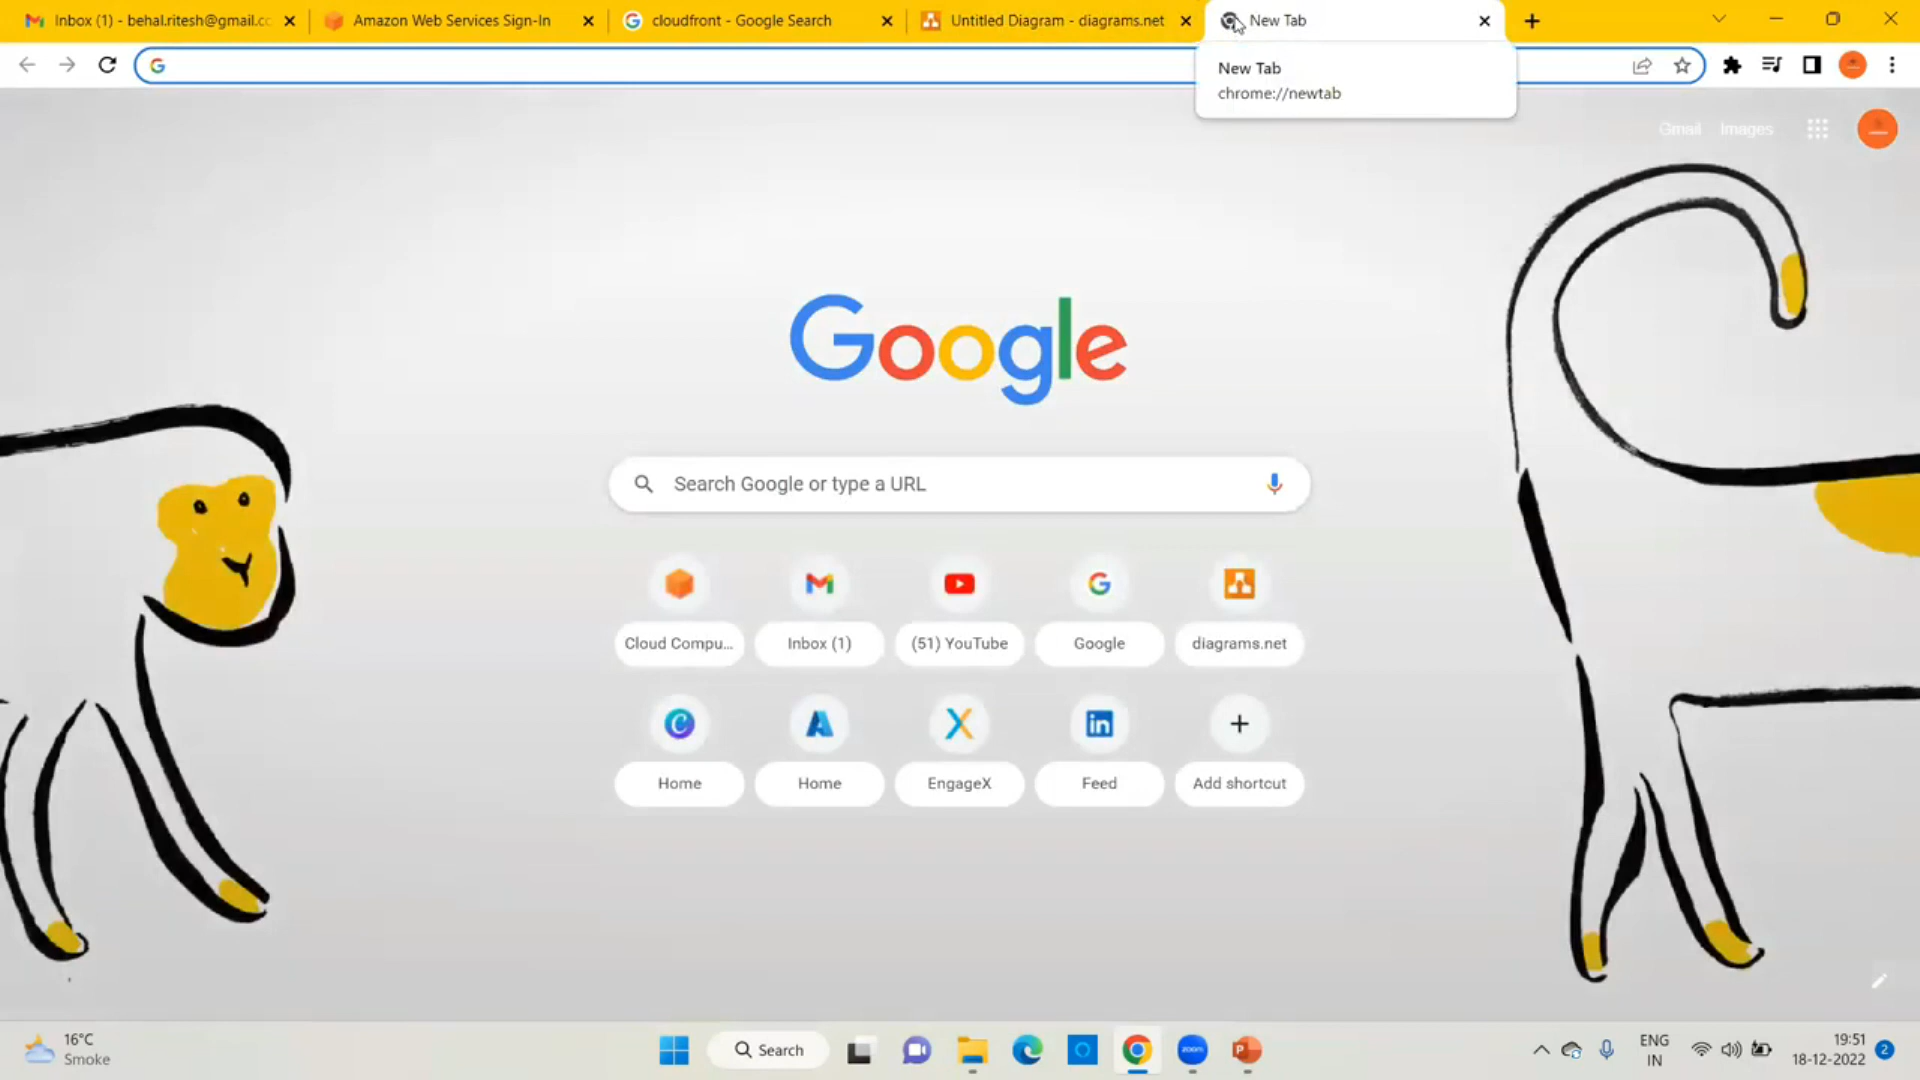 Inbox (1) - behal.ritesh@gmail.cc
Amazon Web Services Sign-In
cloudfront - Google Search
Untitled Diagram - diagrams.net
New Tab
New Tab
chrome://newtab
Gmail
Images
Google
Search Google or type a URL
Cloud Compu...
Inbox (1)
(51) YouTube
Google
diagrams.net
Home
Home
EngageX
Feed
Add shortcut
16°C
Smoke
Search
zoom
ENG
IN
19:51
18-12-2022
2